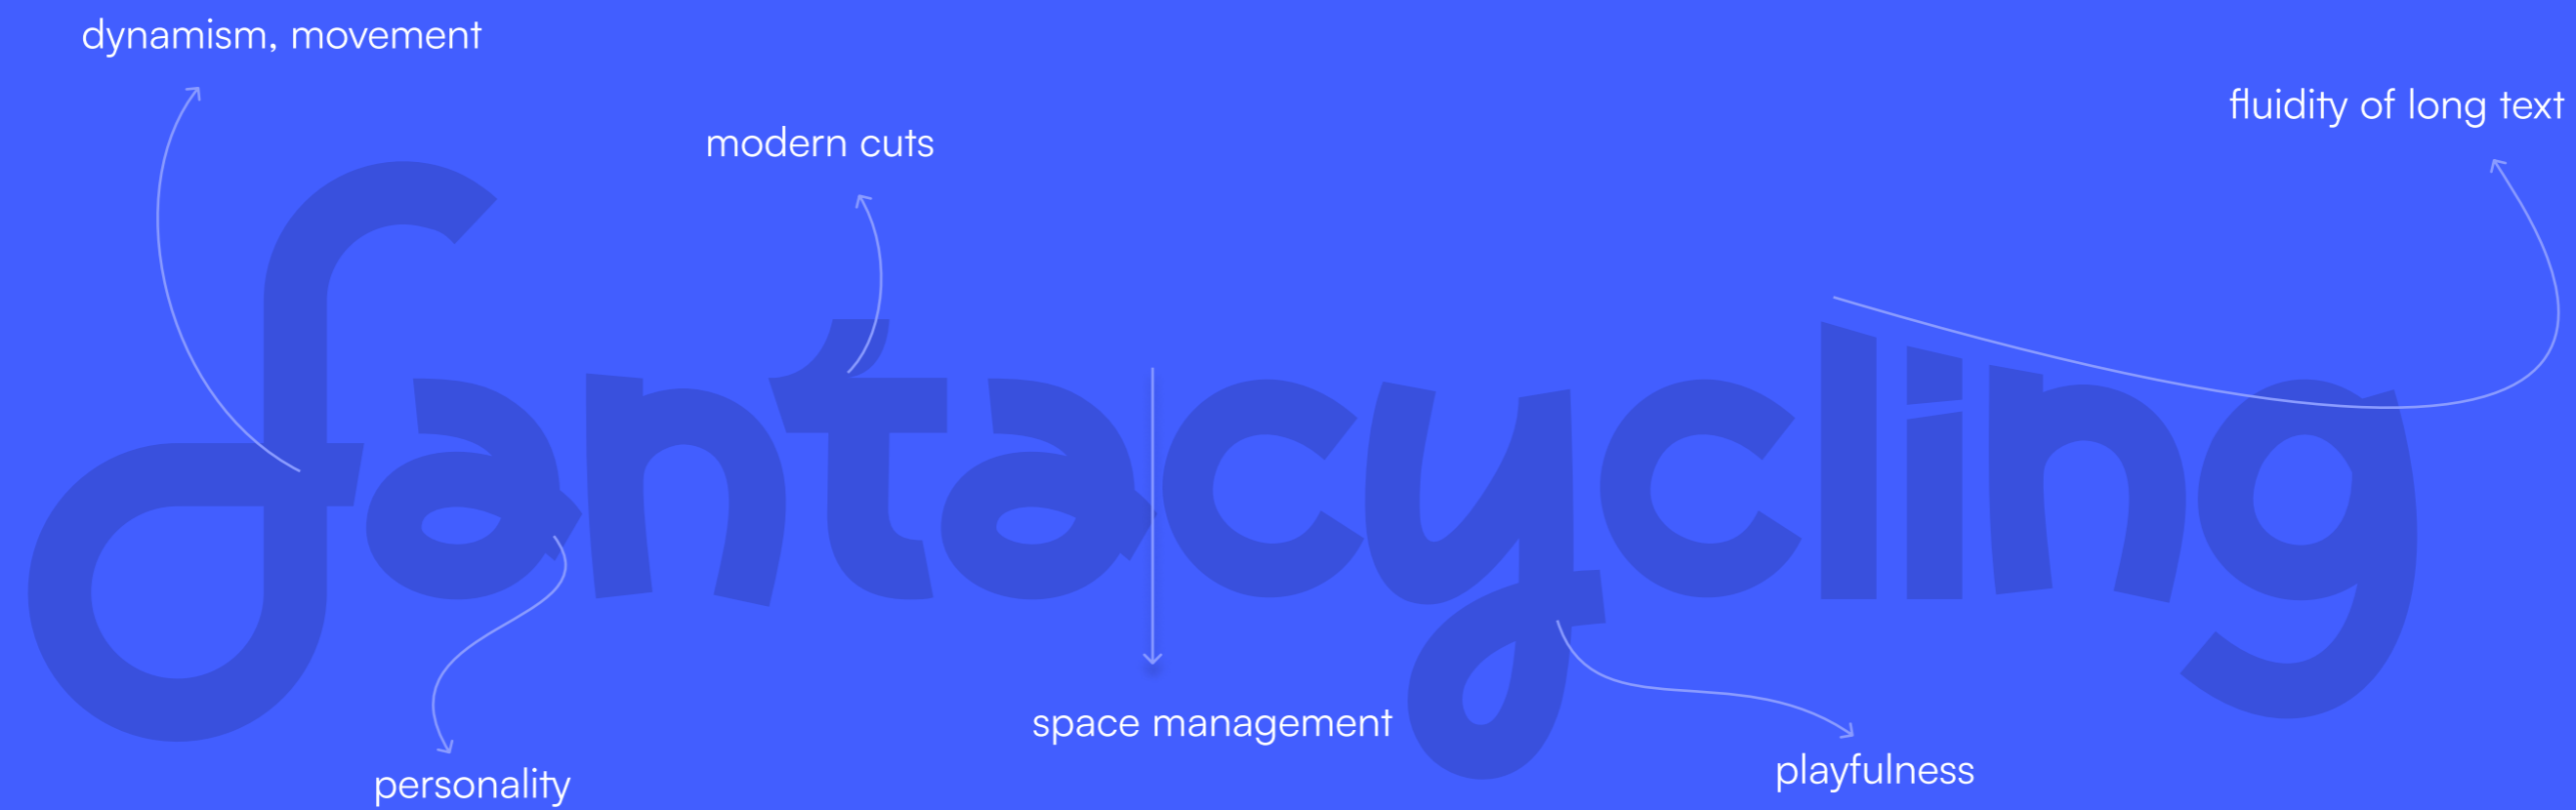 dynamism, movement
fluidity of long text
modern cuts
fantacycling
space management
playfulness
personality